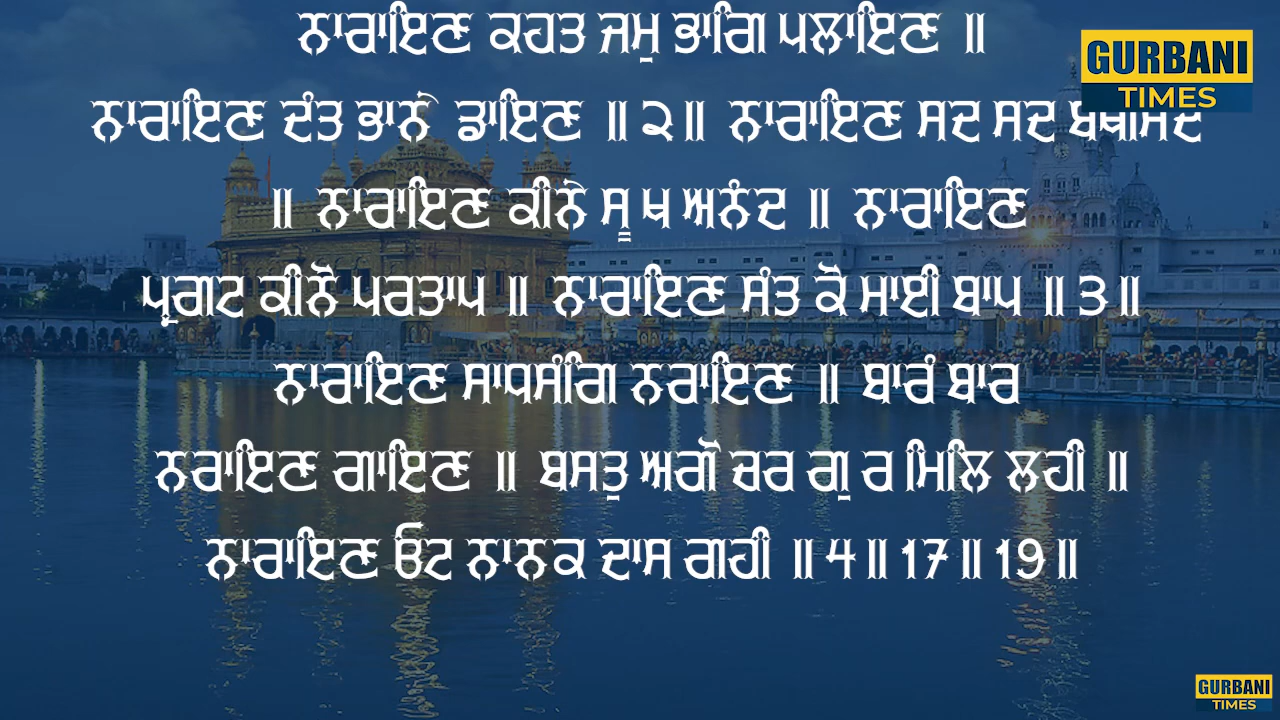 ਨਾਰਾਇਣ ਕਹਤ ਜਮੁ ਭਾਗਿ ਪਲਾਇਣ ॥
GURBANI
TIMES
ਨਾਰਾਇਣ ਦੰਤ ਭਾਨੇ ਡਾਇਣ ॥੨॥ ਨਾਰਾਇਣ ਸਦ ਸਦ
॥ ਨਾਰਾਇਣ ਕੀਨੇ ਸੂਖ ਅਨੰਦ ॥ ਨਾਰਾਇਣ
ਪ੍ਰਗਟ ਕੀਨੋ ਪਰਤਾਪ ॥ ਨਾਰਾਇਣ ਸੰਤ ਕੋ ਮਾਈ ਬਾਪ ॥੩॥
ਨਾਰਾਇਣ ਸਾਧਸੰਗਿ ਨਰਾਇਣ ॥ ਬਾਰੰ ਬਾਰ
ਨਰਾਇਣ ਗਾਇਣ ॥ ਬਸਤੁ ਅਗੋਚਰ ਗੁਰ ਮਿਲਿ ਲਹੀ ॥
ਨਾਰਾਇਣ ਓਟ ਨਾਨਕ ਦਾਸ ਗਹੀ ॥4॥17॥19॥
GURBANI
TIMES